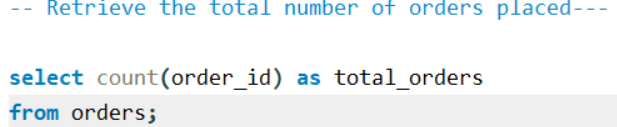 -- Retrieve the total number of orders placed---
select count(order_id) as total_orders
from orders;